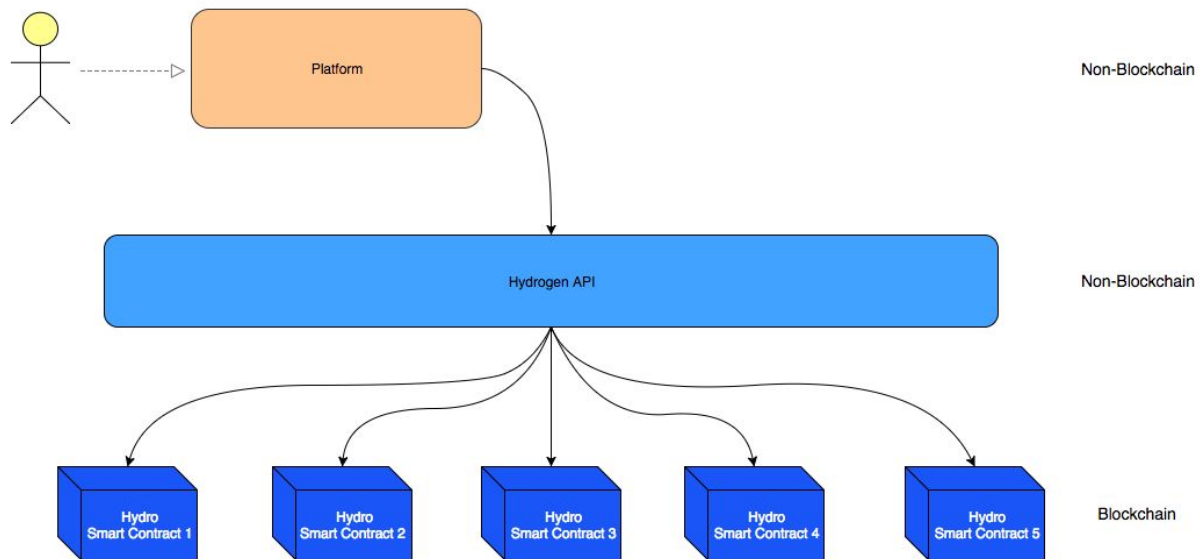 Platform
Non-Blockchain
Hydrogen API
Non-Blockchain
Hydro
Smart Contract 1
Hydro
Smart Contract 2
Hydro
Smart Contract 3
Hydro
Smart Contract 4
Hydro
Smart Contract 5
Blockchain